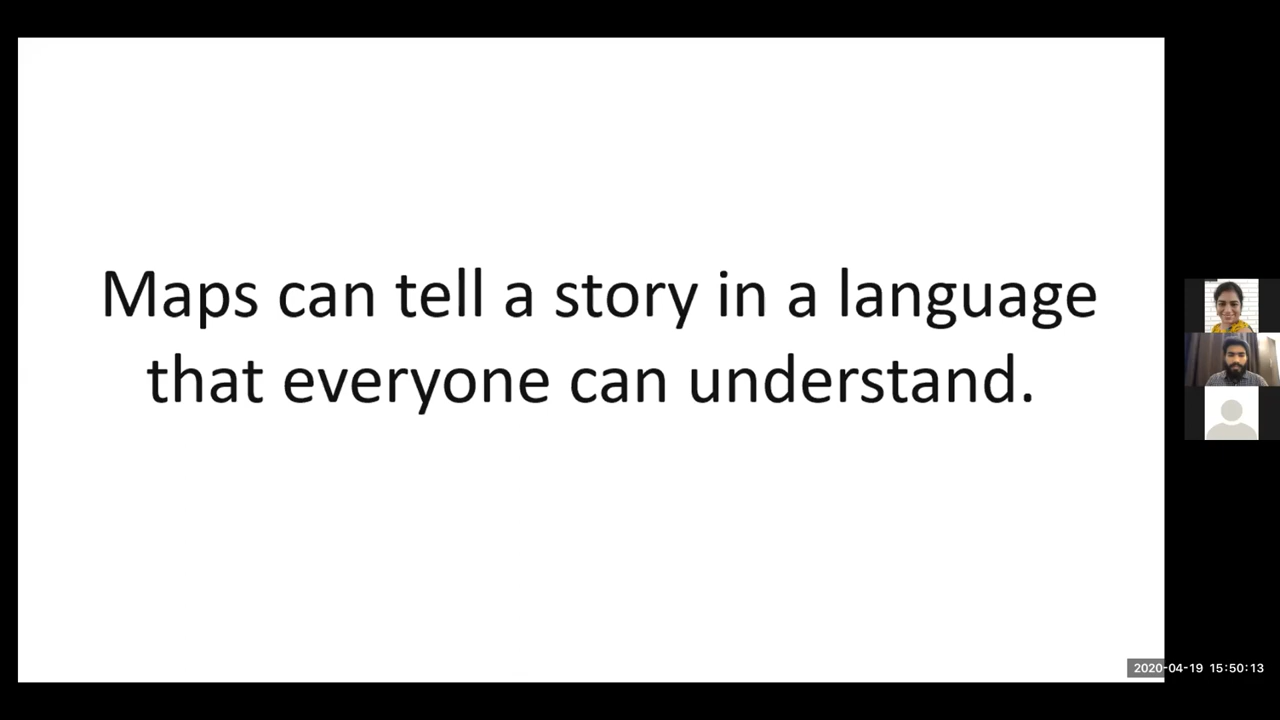 Maps can tell a story in a language
that everyone can understand.
2020-04-19 15:50:13